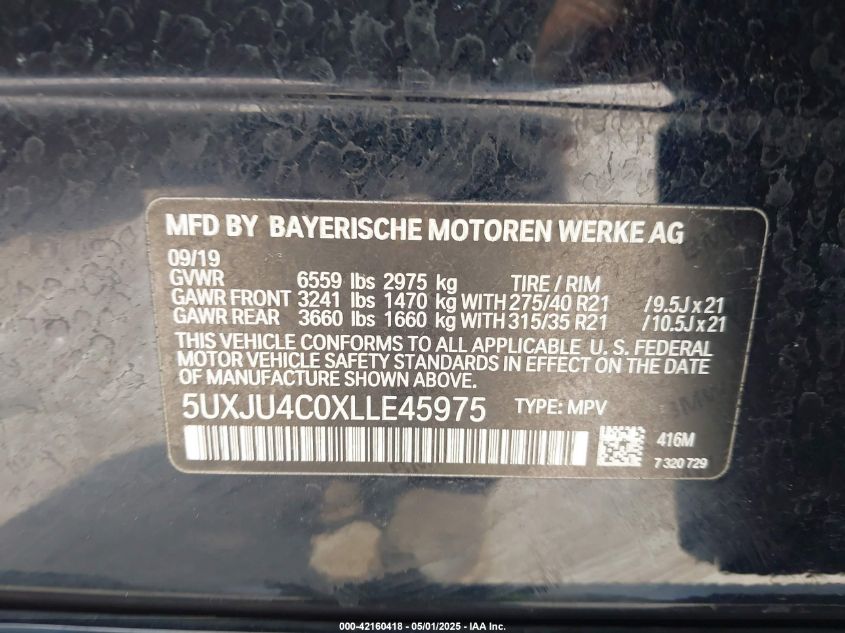 MFD BY BAYERISCHE MOTOREN WERKE AG
09/19
GVWR 6559 lbs 2975 kg TIRE / RIM
GAWR FRONT 3241 lbs 1470 kg WITH 275/40 R21 /9.5J x 21
GAWR REAR 3660 lbs 1660 kg WITH 315/35 R21 /10.5J x 21
THIS VEHICLE CONFORMS TO ALL APPLICABLE U. S. FEDERAL
MOTOR VEHICLE SAFETY STANDARDS IN EFFECT ON THE DATE
OF MANUFACTURE SHOWN ABOVE.
5UXJU4C0XLLE45975 TYPE: MPV
416M
7 320 729
000-42160418 - 05/01/2025 - IAA Inc.